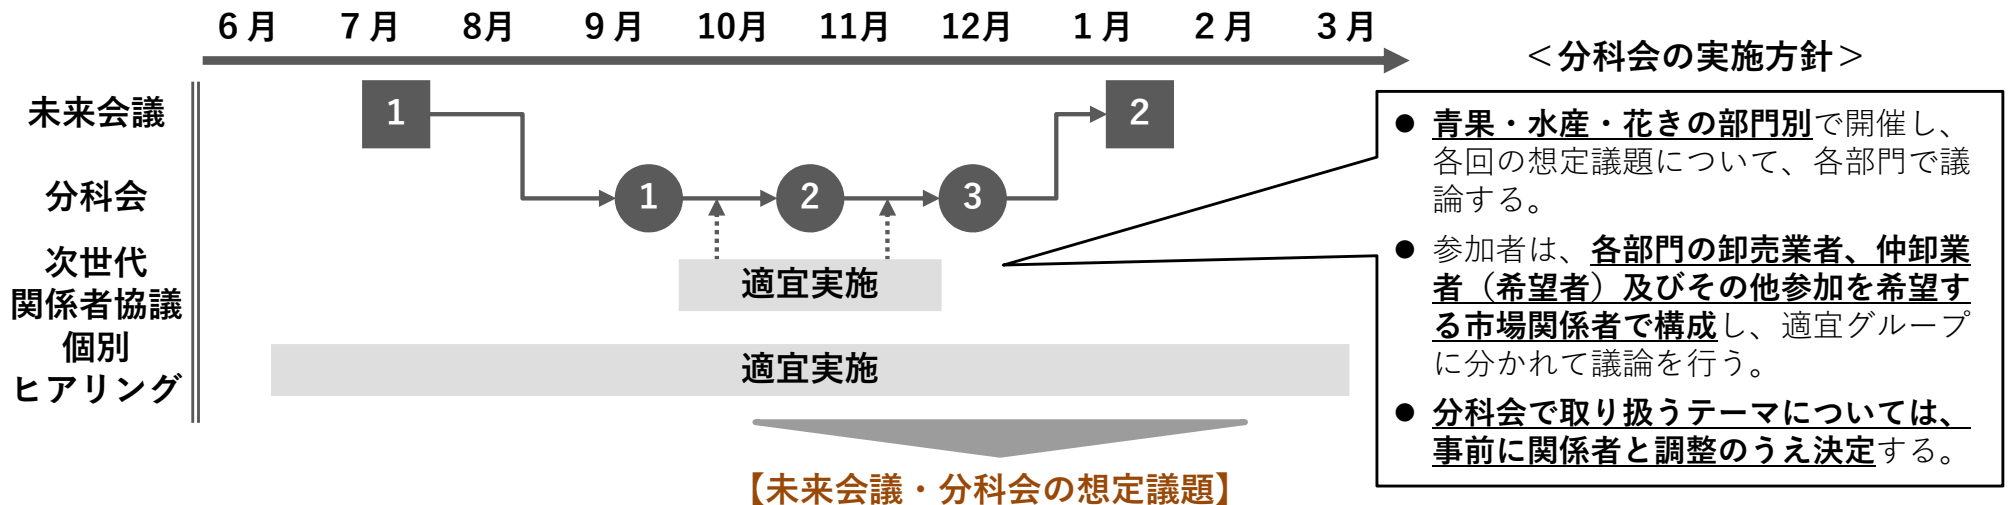 6月 7月 8月 9月 10月 11月 12月 1月 2月 3月
未来会議
1
2
分科会
1
2
3
次世代
関係者協議
適宜実施
個別
ヒアリング
適宜実施
【未来会議・分科会の想定議題】
＜分科会の実施方針＞
● 青果・水産・花きの部門別で開催し、
各回の想定議題について、各部門で議
論する。
● 参加者は、各部門の卸売業者、仲卸業
者（希望者）及びその他参加を希望す
る市場関係者で構成し、適宜グループ
に分かれて議論を行う。
● 分科会で取り扱うテーマについては、
事前に関係者と調整のうえ決定する。